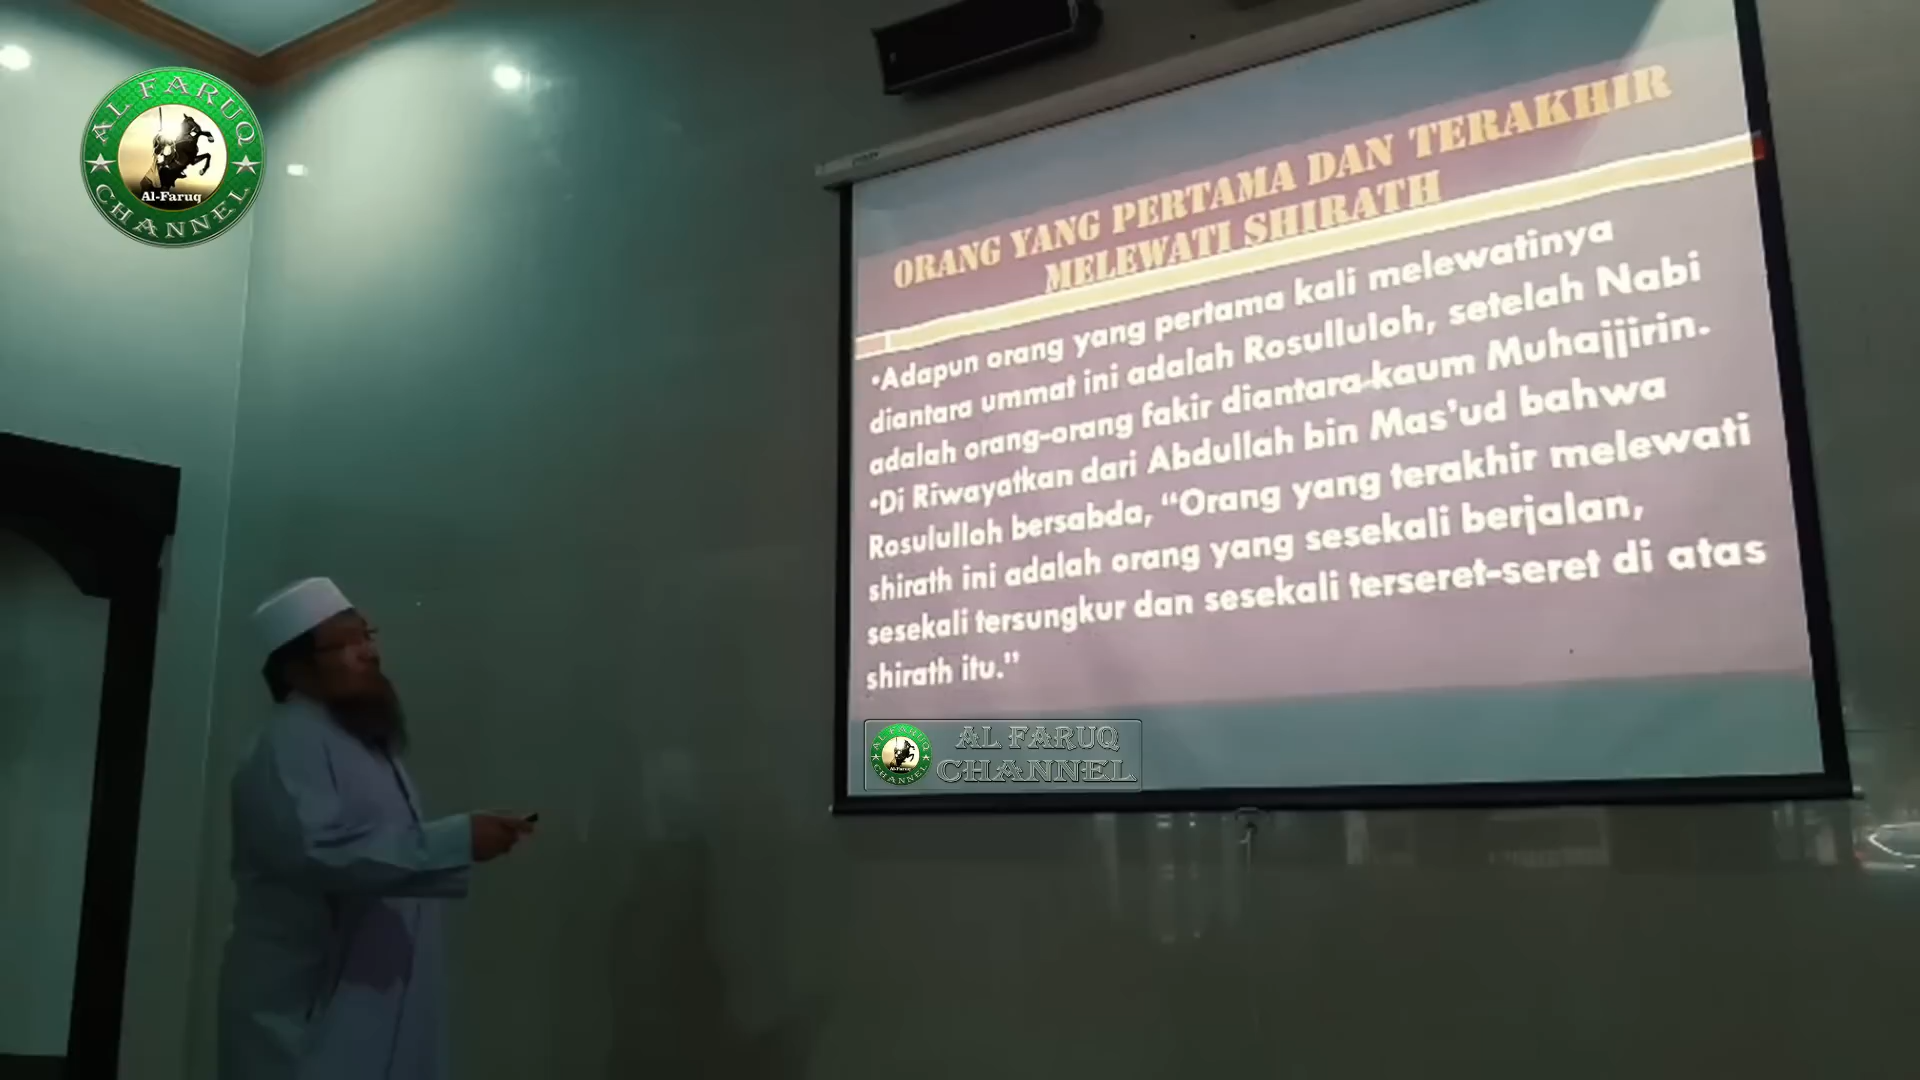 AL FARUQ
Al-Faruq
CHANNEL
ORANG YANG PERTAMA DAN TERAKHIR
MELEWATI SHIRATH
•Adapun orang yang pertama kali melewatinya
diantara ummat ini adalah Rosulluloh, setelah Nabi
adalah orang-orang fakir diantara kaum Muhajjirin.
•Di Riwayatkan dari Abdullah bin Mas'ud bahwa
Rosululloh bersabda, “Orang yang terakhir melewati
shirath ini adalah orang yang sesekali berjalan,
sesekali tersungkur dan sesekali terseret-seret di atas
shirath itu.”
AL FARUQ
CHANNEL